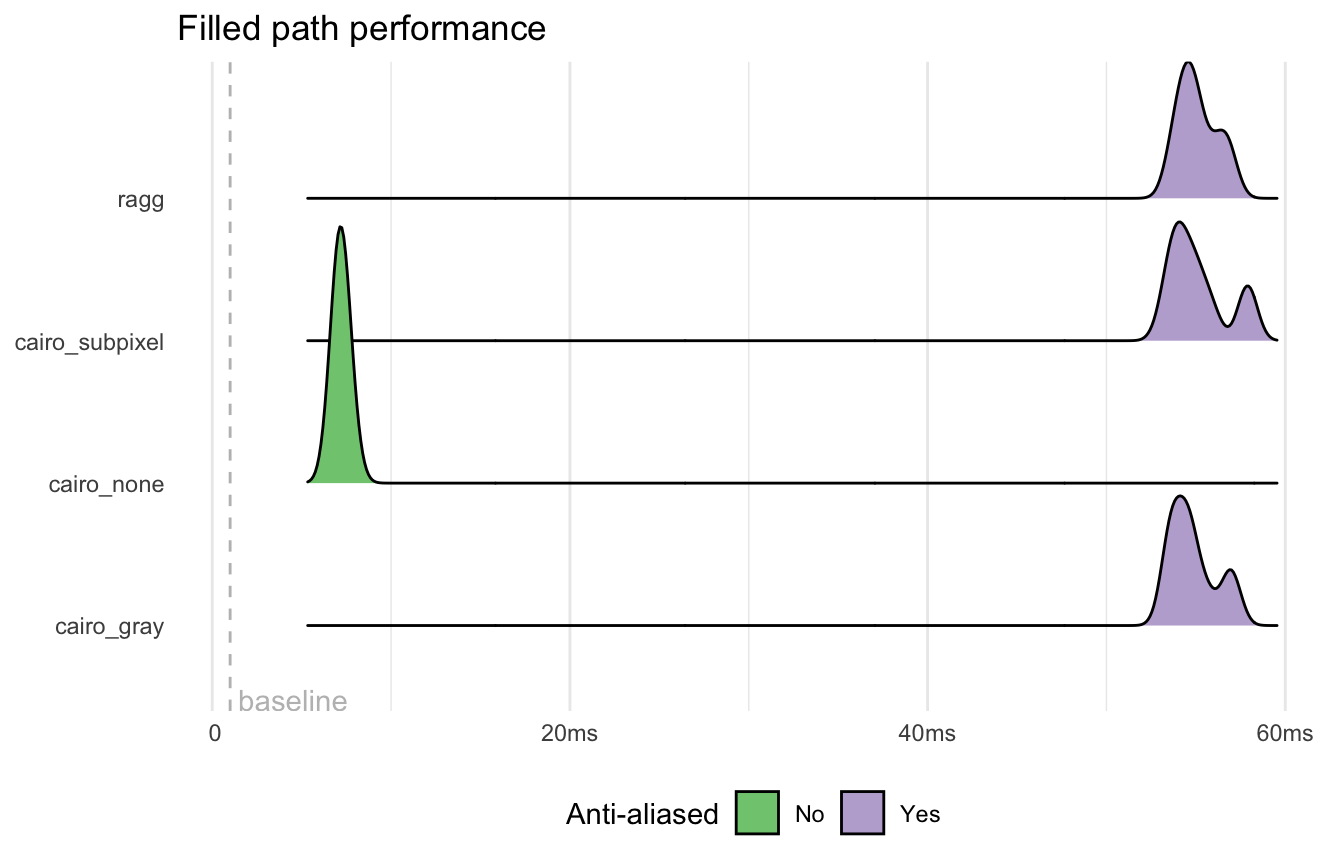 Filled path performance
ragg
cairo_subpixel
cairo_none
cairo_gray
baseline
0 20ms 40ms 60ms
Anti-aliased No Yes